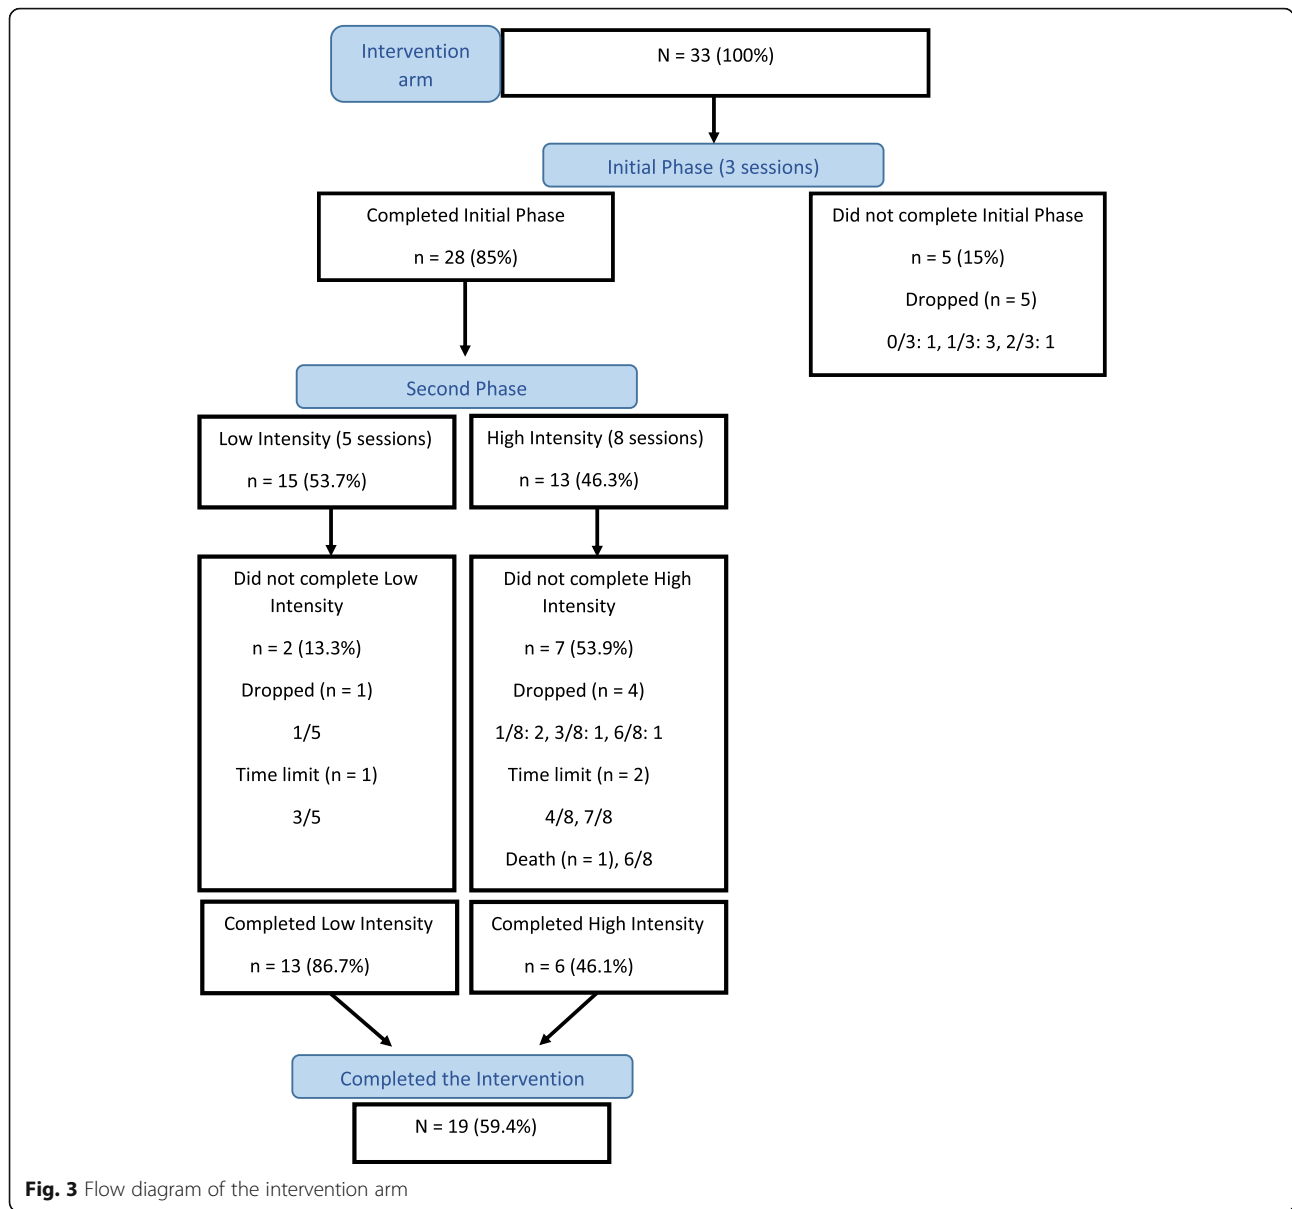 Intervention
arm
N = 33 (100%)
Initial Phase (3 sessions)
Completed Initial Phase
n = 28 (85%)
Did not complete Initial Phase
n = 5 (15%)
Dropped (n = 5)
0/3: 1, 1/3: 3, 2/3: 1
Second Phase
Low Intensity (5 sessions)
n = 15 (53.7%)
High Intensity (8 sessions)
n = 13 (46.3%)
Did not complete Low
Intensity
n = 2 (13.3%)
Dropped (n = 1)
1/5
Time limit (n = 1)
3/5
Did not complete High
Intensity
n = 7 (53.9%)
Dropped (n = 4)
1/8: 2, 3/8: 1, 6/8: 1
Time limit (n = 2)
4/8, 7/8
Death (n = 1), 6/8
Completed Low Intensity
n = 13 (86.7%)
Completed High Intensity
n = 6 (46.1%)
Completed the Intervention
N = 19 (59.4%)
Fig. 3 Flow diagram of the intervention arm